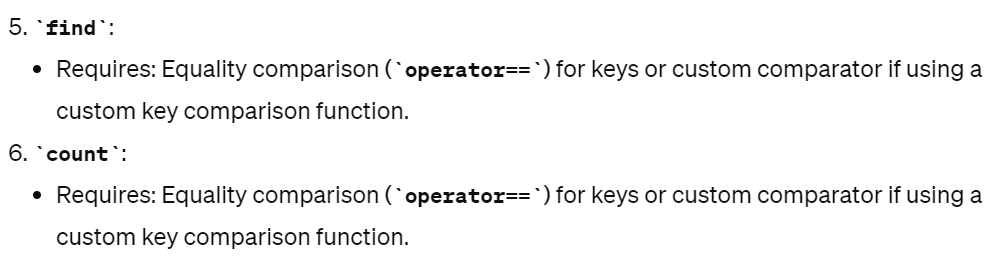 5. `find`:
• Requires: Equality comparison (`operator==`) for keys or custom comparator if using a
custom key comparison function.
6. `count`:
• Requires: Equality comparison (`operator==`) for keys or custom comparator if using a
custom key comparison function.